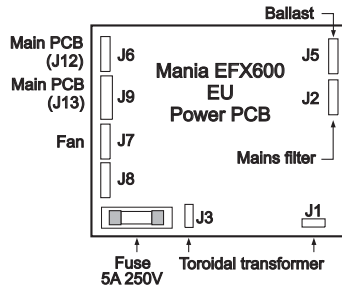 Ballast
Main PCB
(J12)
J6
J5
Main PCB
(J13)
J9
Mania EFX600
EU
Power PCB
J2
Fan
J7
Mains filter
J8
J3
J1
Fuse
5A 250V
Toroidal transformer